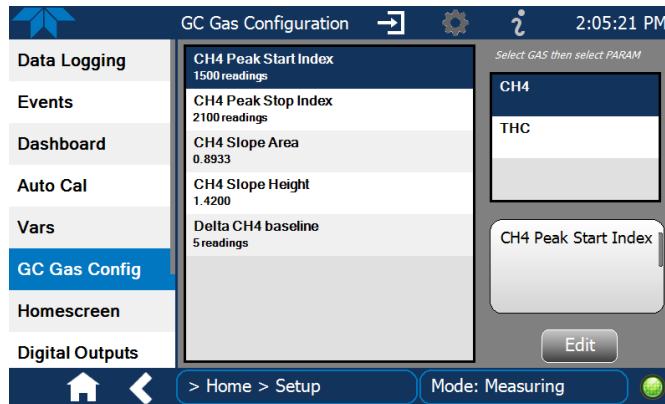 GC Gas Configuration
2:05:21 PM
Data Logging
Events
Dashboard
Auto Cal
Vars
GC Gas Config
Homescreen
Digital Outputs
CH4 Peak Start Index
1500 readings
CH4 Peak Stop Index
2100 readings
CH4 Slope Area
0.8933
CH4 Slope Height
1.4200
Delta CH4 baseline
5 readings
Select GAS then select PARAM
CH4
THC
CH4 Peak Start Index
Edit
> Home > Setup
Mode: Measuring